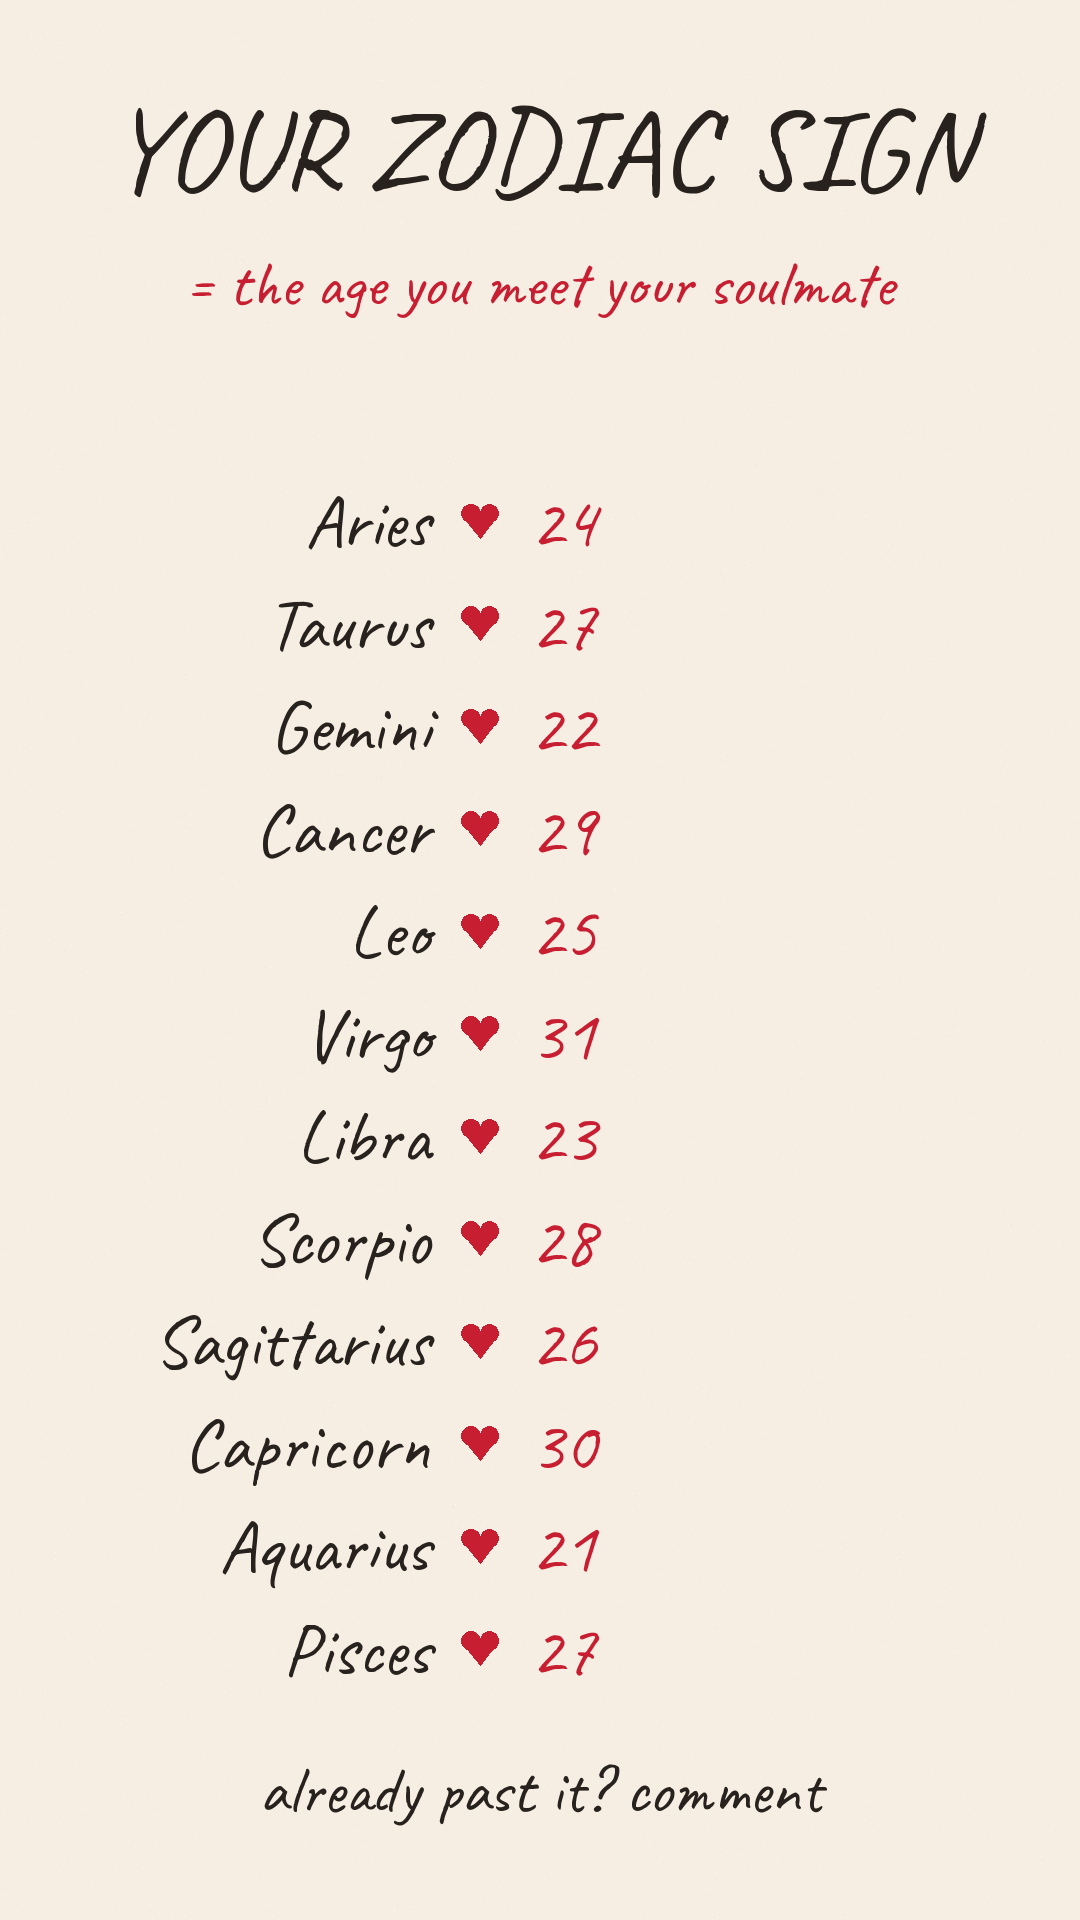 YOUR ZODIAC SIGN
= the age you meet your soulmate
Aries ♥ 24
Taurus ♥ 27
Gemini ♥ 22
Cancer ♥ 29
Leo ♥ 25
Virgo ♥ 31
Libra ♥ 23
Scorpio ♥ 28
Sagittarius ♥ 26
Capricorn ♥ 30
Aquarius ♥ 21
Pisces ♥ 27
already past it? comment